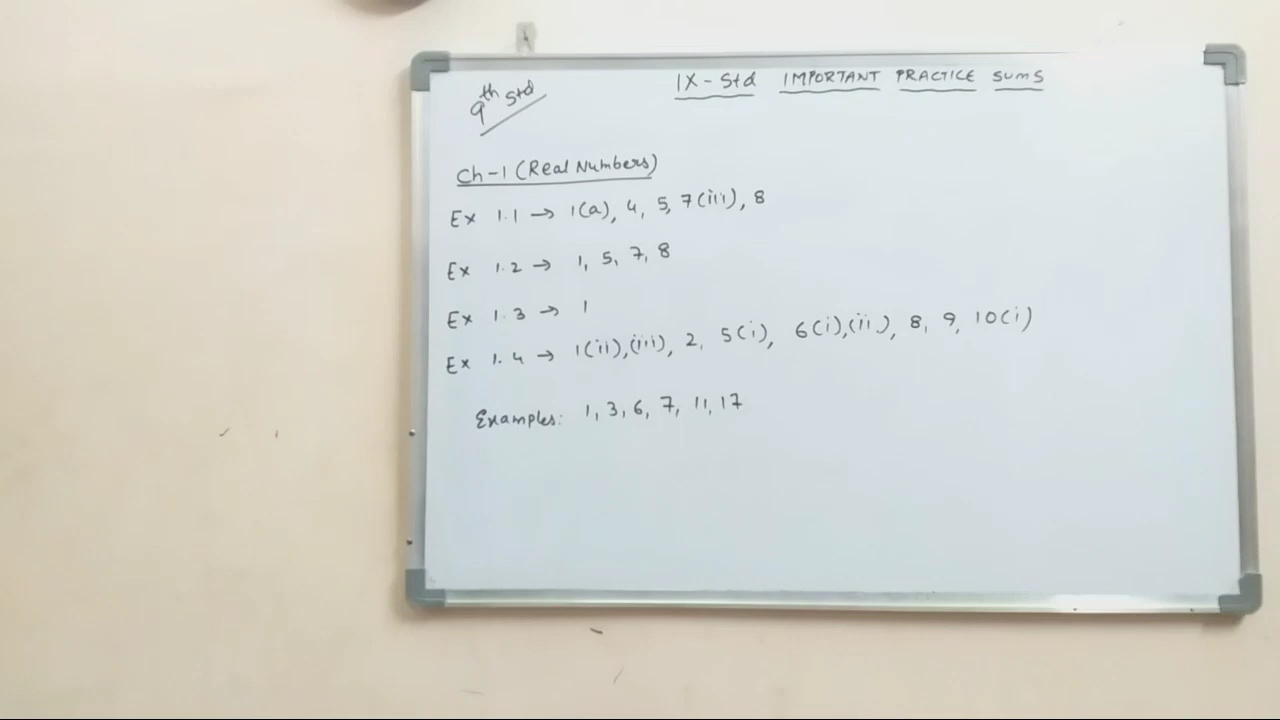 IX - Std IMPORTANT PRACTICE SUMS
9th Std
Ch-1 (Real Numbers)
Ex 1.1 → 1(a), 4, 5, 7(iii), 8
Ex 1.2 → 1, 5, 7, 8
Ex 1.3 → 1
Ex 1.4 → 1(ii),(iii), 2, 5(i), 6(i),(ii), 8, 9, 10(i)
Examples: 1, 3, 6, 7, 11, 17